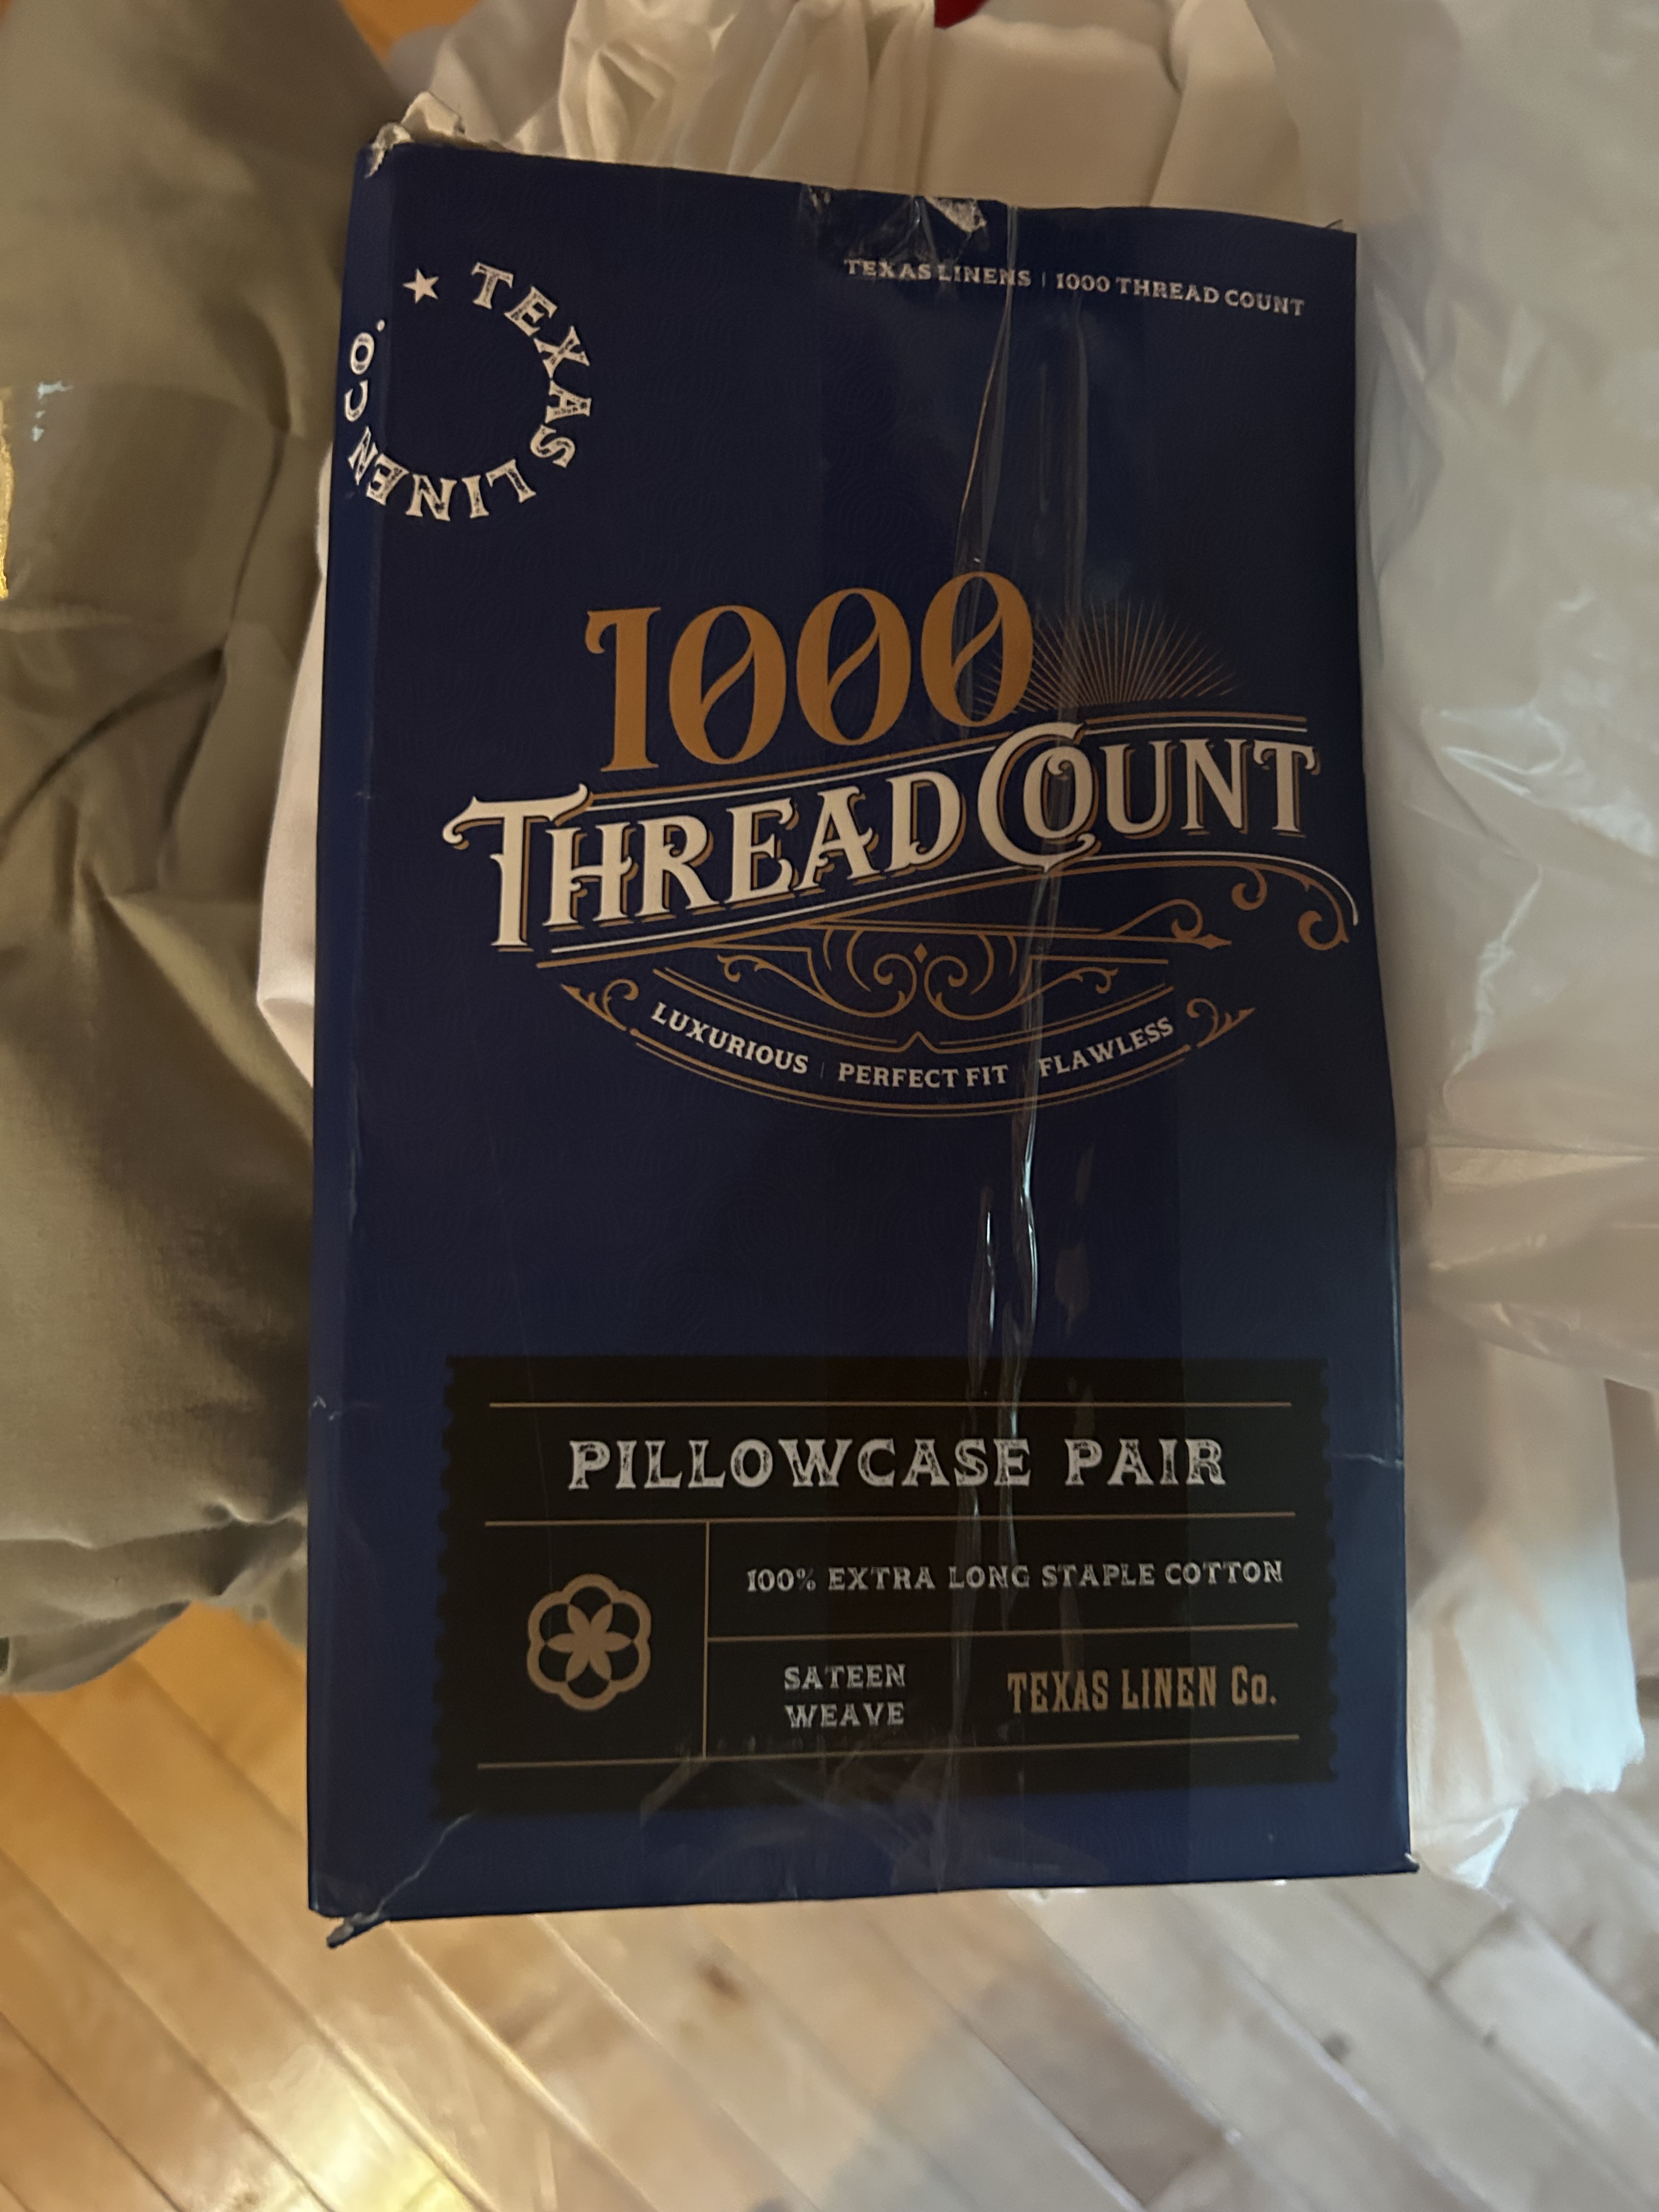 ★ TEXAS LINEN CO.
TEXAS LINENS | 1000 THREAD COUNT
1000
THREAD COUNT
LUXURIOUS | PERFECT FIT | FLAWLESS
PILLOWCASE PAIR
100% EXTRA LONG STAPLE COTTON
SATEEN
WEAVE
TEXAS LINEN Co.